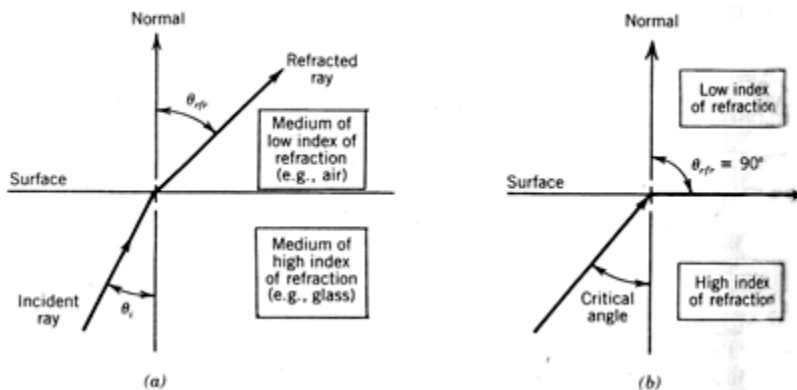 Normal
Refracted
ray
θrfr
Medium of
low index of
refraction
(e.g., air)
Surface
Medium of
high index
of refraction
(e.g., glass)
Incident
ray
θi
(a)
Normal
Low index
of refraction
θrfr = 90°
Surface
Critical
angle
High index
of refraction
(b)